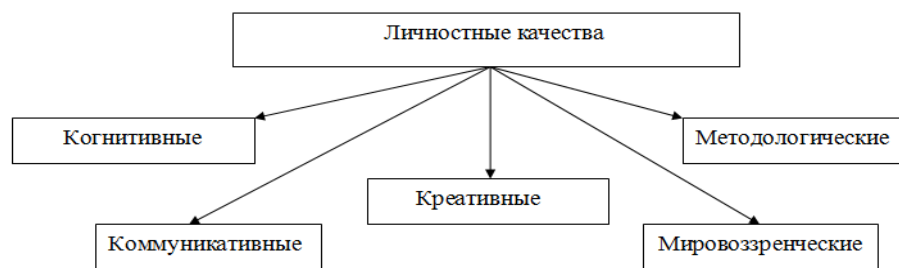 Личностные качества
Когнитивные
Методологические
Креативные
Коммуникативные
Мировоззренческие